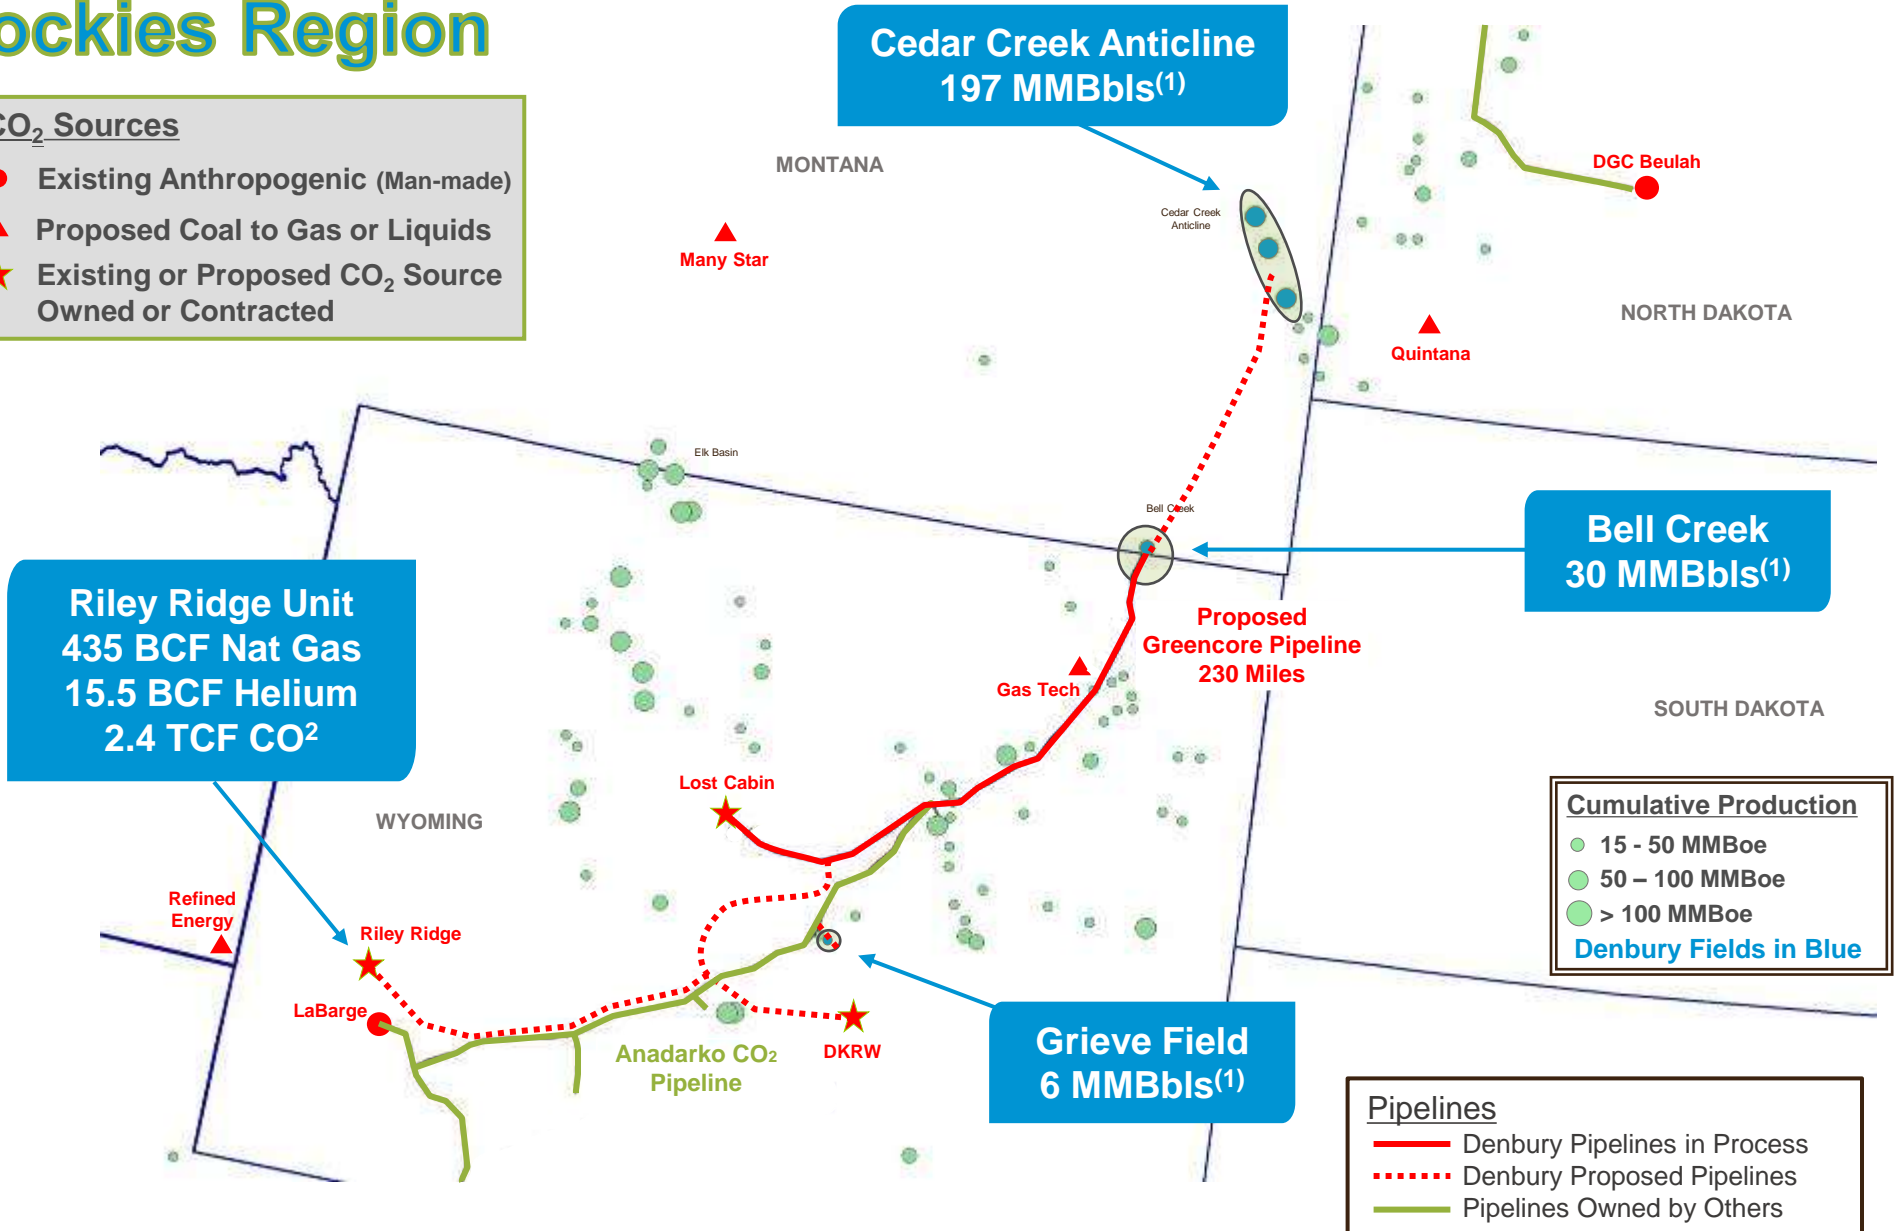 ockies Region
CO2 Sources
Existing Anthropogenic (Man-made)
Proposed Coal to Gas or Liquids
Existing or Proposed CO2 Source
Owned or Contracted
Cedar Creek Anticline
197 MMBbls(1)
MONTANA
DGC Beulah
Cedar Creek
Anticline
Many Star
NORTH DAKOTA
Quintana
Elk Basin
Bell Creek
Bell Creek
30 MMBbls(1)
Riley Ridge Unit
435 BCF Nat Gas
15.5 BCF Helium
2.4 TCF CO2
Proposed
Greencore Pipeline
230 Miles
Gas Tech
SOUTH DAKOTA
Lost Cabin
WYOMING
Cumulative Production
15 - 50 MMBoe
50 – 100 MMBoe
> 100 MMBoe
Denbury Fields in Blue
Refined
Energy
Riley Ridge
LaBarge
Anadarko CO2
Pipeline
DKRW
Grieve Field
6 MMBbls(1)
Pipelines
Denbury Pipelines in Process
Denbury Proposed Pipelines
Pipelines Owned by Others